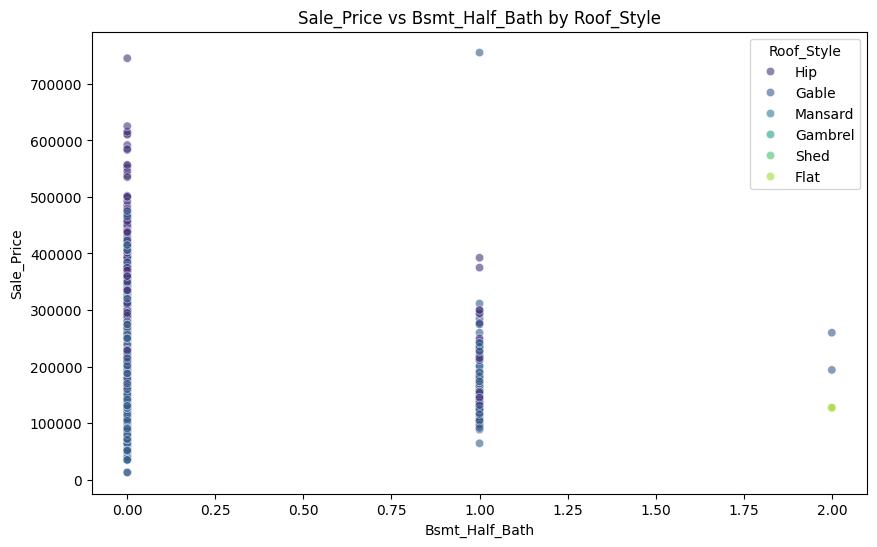 Sale_Price vs Bsmt_Half_Bath by Roof_Style
Roof_Style
Hip
Gable
Mansard
Gambrel
Shed
Flat
Sale_Price
700000
600000
500000
400000
300000
200000
100000
0
0.00 0.25 0.50 0.75 1.00 1.25 1.50 1.75 2.00
Bsmt_Half_Bath